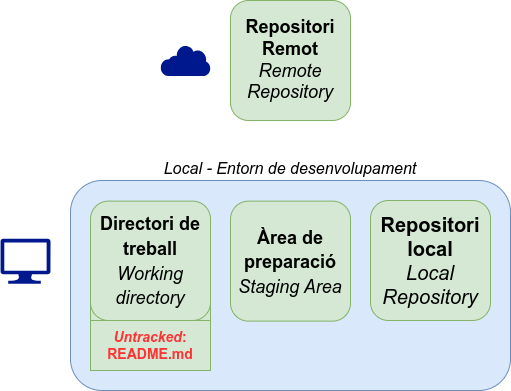 Repositori
Remot
Remote
Repository
Local - Entorn de desenvolupament
Directori de
treball
Working
directory
Untracked:
README.md
Àrea de
preparació
Staging Area
Repositori
local
Local
Repository